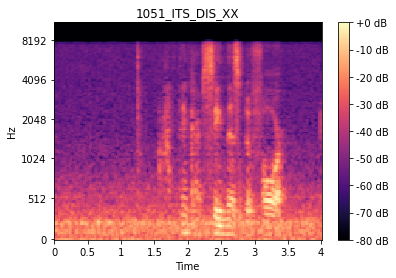 1051_ITS_DIS_XX
Hz
8192
4096
2048
1024
512
0
0 0.5 1 1.5 2 2.5 3 3.5 4
Time
+0 dB
-10 dB
-20 dB
-30 dB
-40 dB
-50 dB
-60 dB
-70 dB
-80 dB